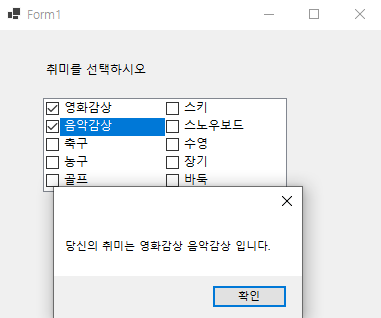 Form1
취미를 선택하시오
영화감상 스키
음악감상 스노우보드
축구 수영
농구 장기
골프 바둑
당신의 취미는 영화감상 음악감상 입니다.
확인